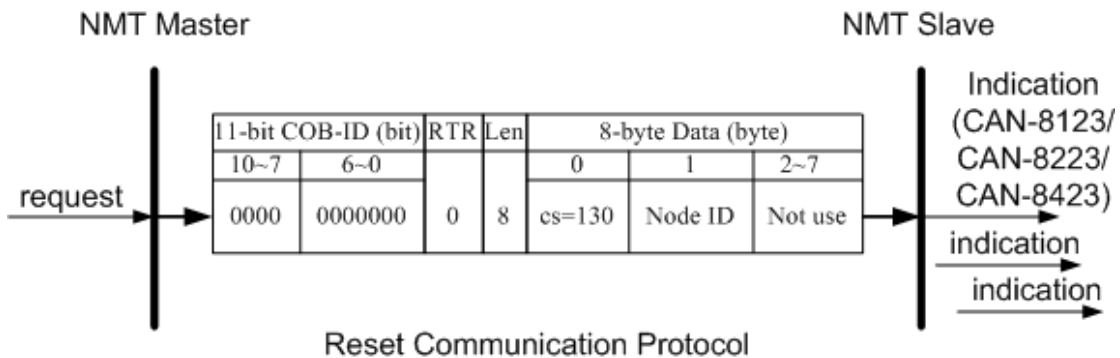 NMT Master
NMT Slave
Indication
(CAN-8123/
CAN-8223/
CAN-8423)
11-bit COB-ID (bit) RTR Len 8-byte Data (byte)
10~7 6~0 0 1 2~7
request
0000 0000000 0 8 cs=130 Node ID Not use
indication
indication
Reset Communication Protocol